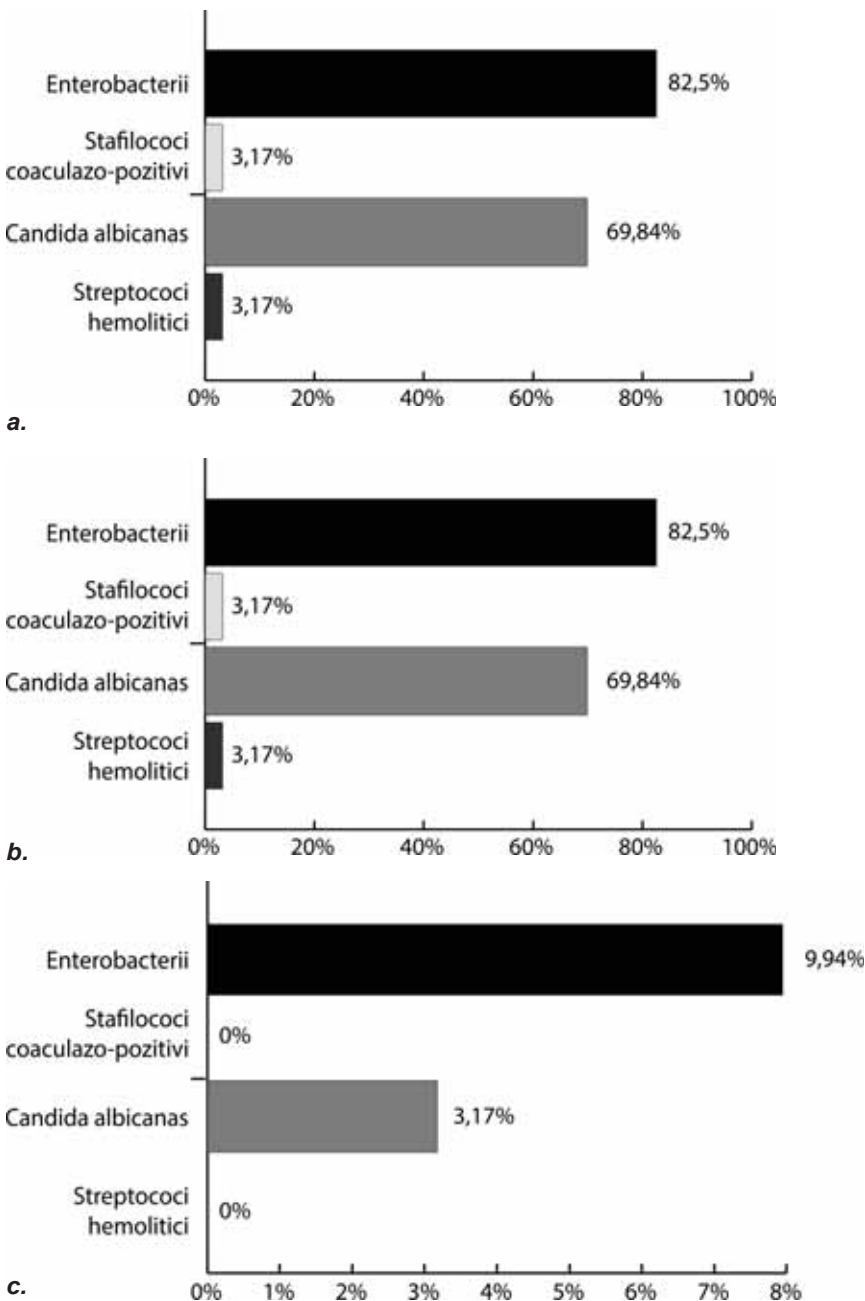 Enterobacterii
82,5%
Stafilococi
coaculazo-pozitivi
3,17%
Candida albicanas
69,84%
Streptococi
hemolitici
3,17%
0% 20% 40% 60% 80% 100%
a.
Enterobacterii
82,5%
Stafilococi
coaculazo-pozitivi
3,17%
Candida albicanas
69,84%
Streptococi
hemolitici
3,17%
0% 20% 40% 60% 80% 100%
b.
Enterobacterii
9,94%
Stafilococi
coaculazo-pozitivi
0%
Candida albicanas
3,17%
Streptococi
hemolitici
0%
0% 1% 2% 3% 4% 5% 6% 7% 8%
c.